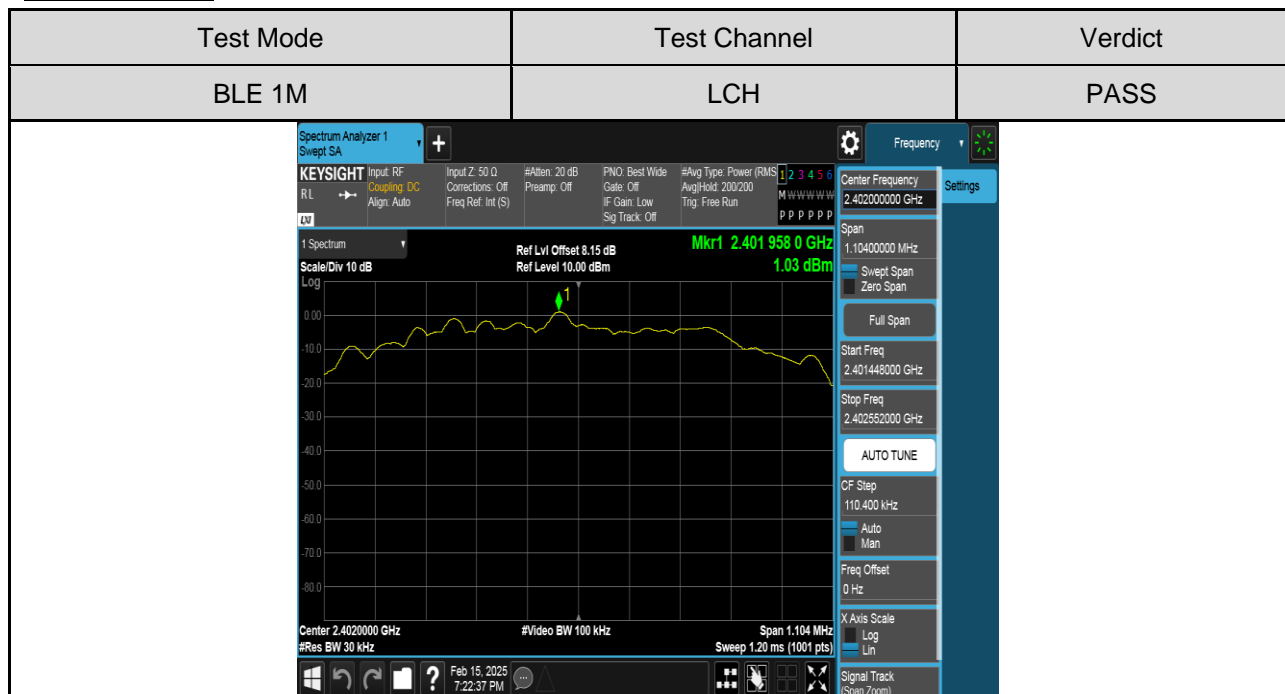 Test Mode Test Channel Verdict
BLE 1M LCH PASS
Spectrum Analyzer 1
Swept SA
+
Frequency
KEYSIGHT Input: RF Input Z: 50 Ω #Atten: 20 dB PNO: Best Wide #Avg Type: Power (RMS 1 2 3 4 5 6
RL Coupling: DC Corrections: Off Preamp: Off Gate: Off Avg|Hold: 200/200 M W W W W W
Align: Auto Freq Ref: Int (S) IF Gain: Low Trig: Free Run
LXI Sig Track: Off P P P P P P
1 Spectrum
Scale/Div 10 dB
Log
Ref Lvl Offset 8.15 dB
Ref Level 10.00 dBm
Mkr1 2.401 958 0 GHz
1.03 dBm
1
0.00
-10.0
-20.0
-30.0
-40.0
-50.0
-60.0
-70.0
-80.0
Center 2.4020000 GHz #Video BW 100 kHz Span 1.104 MHz
#Res BW 30 kHz Sweep 1.20 ms (1001 pts)
?
Feb 15, 2025
7:22:37 PM
Center Frequency
2.402000000 GHz
Settings
Span
1.10400000 MHz
Swept Span
Zero Span
Full Span
Start Freq
2.401448000 GHz
Stop Freq
2.402552000 GHz
AUTO TUNE
CF Step
110.400 kHz
Auto
Man
Freq Offset
0 Hz
X Axis Scale
Log
Lin
Signal Track
(Span Zoom)